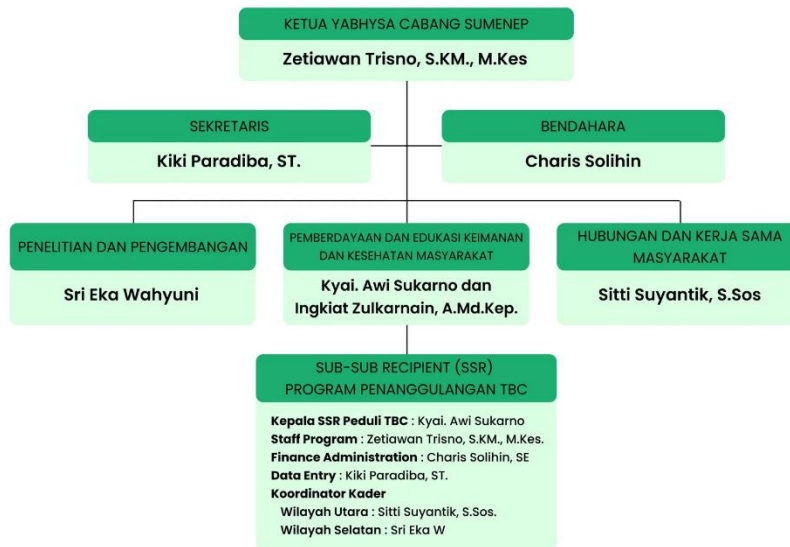 KETUA YABHYSA CABANG SUMENEP
Zetiawan Trisno, S.KM., M.Kes
SEKRETARIS
Kiki Paradiba, ST.
BENDAHARA
Charis Solihin
PENELITIAN DAN PENGEMBANGAN
Sri Eka Wahyuni
PEMBERDAYAAN DAN EDUKASI KEIMANAN
DAN KESEHATAN MASYARAKAT
Kyai. Awi Sukarno dan
Ingkiat Zulkarnain, A.Md.Kep.
HUBUNGAN DAN KERJA SAMA
MASYARAKAT
Sitti Suyantik, S.Sos
SUB-SUB RECIPIENT (SSR)
PROGRAM PENANGGULANGAN TBC
Kepala SSR Peduli TBC : Kyai. Awi Sukarno
Staff Program : Zetiawan Trisno, S.KM., M.Kes.
Finance Administration : Charis Solihin, SE
Data Entry : Kiki Paradiba, ST.
Koordinator Kader
Wilayah Utara : Sitti Suyantik, S.Sos.
Wilayah Selatan : Sri Eka W